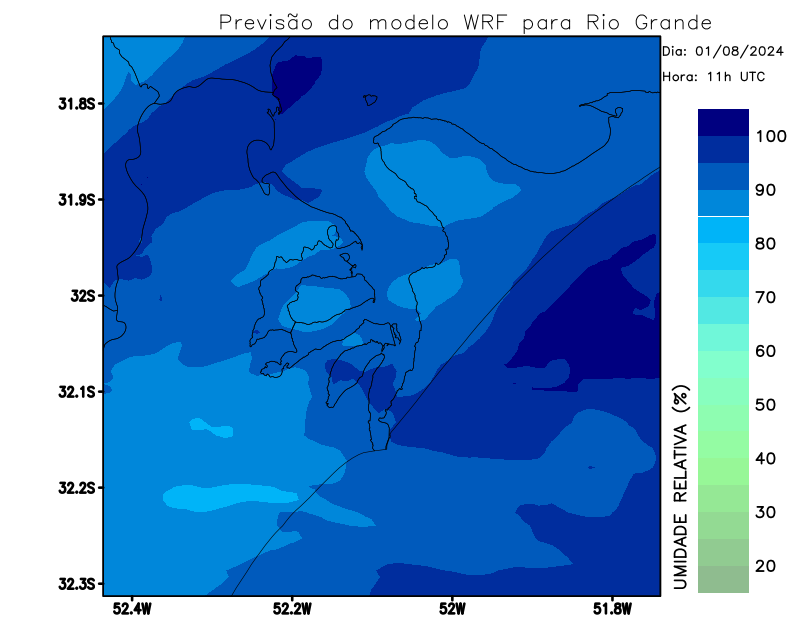 Previsão do modelo WRF para Rio Grande
Dia: 01/08/2024
Hora: 11h UTC
31.8S
31.9S
32S
32.1S
32.2S
32.3S
52.4W
52.2W
52W
51.8W
100
90
80
70
60
50
40
30
20
UMIDADE RELATIVA (%)